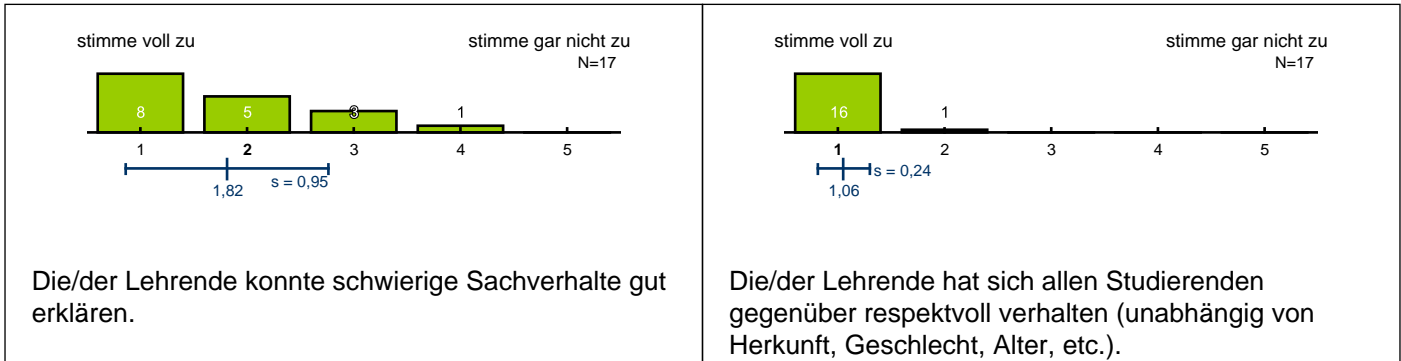 stimme voll zu
stimme gar nicht zu
N=17
8
5
3
1
1
2
3
4
5
s = 0,95
1,82
Die/der Lehrende konnte schwierige Sachverhalte gut
erklären.
stimme voll zu
stimme gar nicht zu
N=17
16
1
1
2
3
4
5
s = 0,24
1,06
Die/der Lehrende hat sich allen Studierenden
gegenüber respektvoll verhalten (unabhängig von
Herkunft, Geschlecht, Alter, etc.).